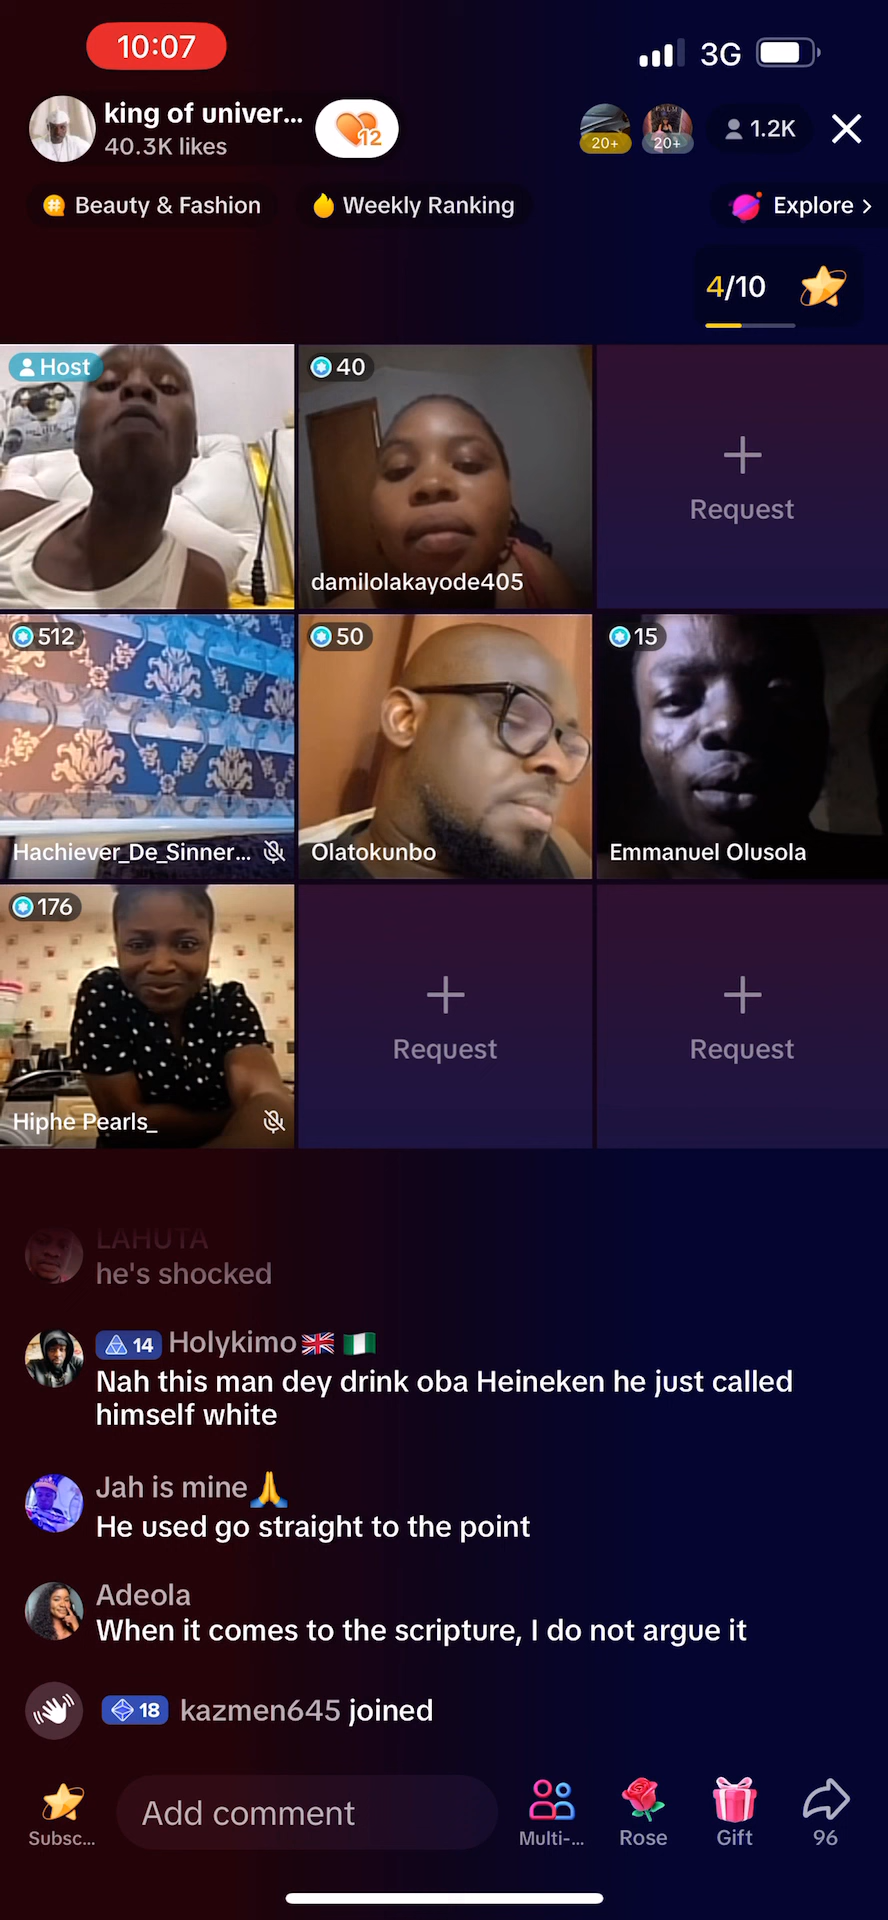 10:07
3G
king of univer...
40.3K likes
12
20+
20+
1.2K
Beauty & Fashion
Weekly Ranking
Explore >
4/10
Host
40
Request
damilolakayode405
512
50
15
Hachiever_De_Sinner...
Olatokunbo
Emmanuel Olusola
176
Request
Request
Hiphe Pearls_
LAHUTA
he's shocked
14 Holykimo🇬🇧 🇳🇬
Nah this man dey drink oba Heineken he just called
himself white
Jah is mine🙏
He used go straight to the point
Adeola
When it comes to the scripture, I do not argue it
18 kazmen645 joined
Add comment
Subsc...
Multi-...
Rose
Gift
96